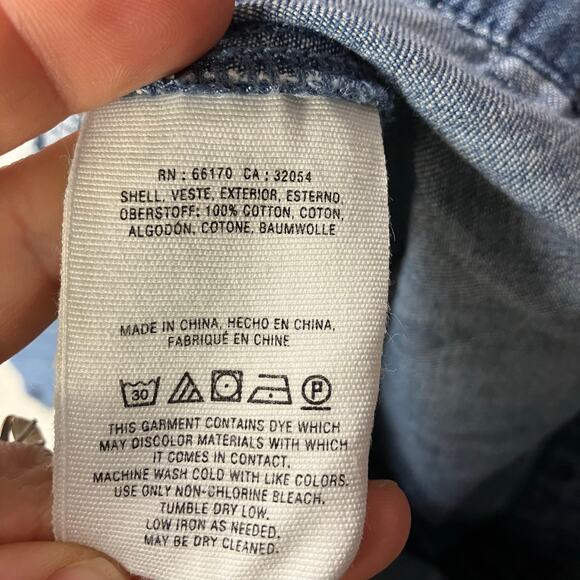 RN : 66170 CA : 32054
SHELL, VESTE, EXTERIOR, ESTERNO,
OBERSTOFF: 100% COTTON, COTON,
ALGODÓN, COTONE, BAUMWOLLE
MADE IN CHINA, HECHO EN CHINA,
FABRIQUÉ EN CHINE
30
P
THIS GARMENT CONTAINS DYE WHICH
MAY DISCOLOR MATERIALS WITH WHICH
IT COMES IN CONTACT.
MACHINE WASH COLD WITH LIKE COLORS.
USE ONLY NON-CHLORINE BLEACH.
TUMBLE DRY LOW.
LOW IRON AS NEEDED.
MAY BE DRY CLEANED.